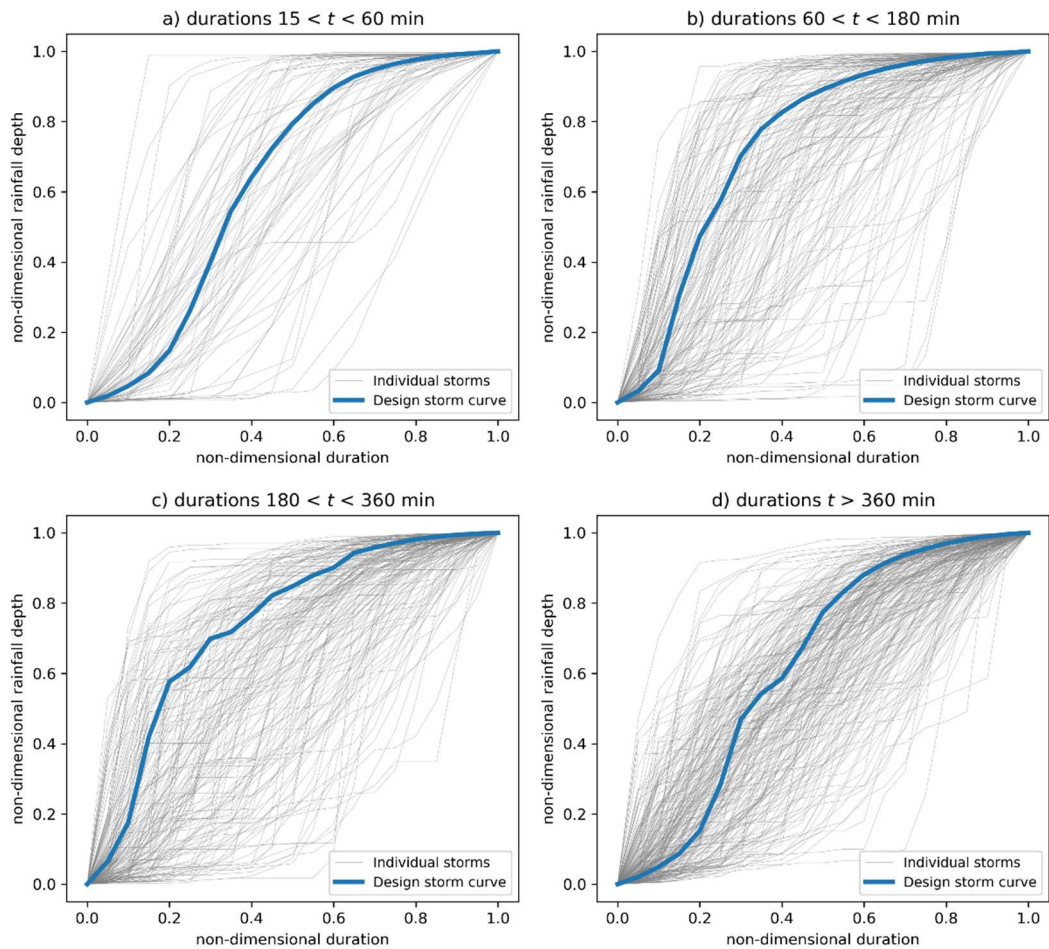 a) durations 15 < t < 60 min
non-dimensional rainfall depth
1.0
0.8
0.6
0.4
0.2
0.0
Individual storms
Design storm curve
0.0 0.2 0.4 0.6 0.8 1.0
non-dimensional duration
b) durations 60 < t < 180 min
non-dimensional rainfall depth
1.0
0.8
0.6
0.4
0.2
0.0
Individual storms
Design storm curve
0.0 0.2 0.4 0.6 0.8 1.0
non-dimensional duration
c) durations 180 < t < 360 min
non-dimensional rainfall depth
1.0
0.8
0.6
0.4
0.2
0.0
Individual storms
Design storm curve
0.0 0.2 0.4 0.6 0.8 1.0
non-dimensional duration
d) durations t > 360 min
non-dimensional rainfall depth
1.0
0.8
0.6
0.4
0.2
0.0
Individual storms
Design storm curve
0.0 0.2 0.4 0.6 0.8 1.0
non-dimensional duration